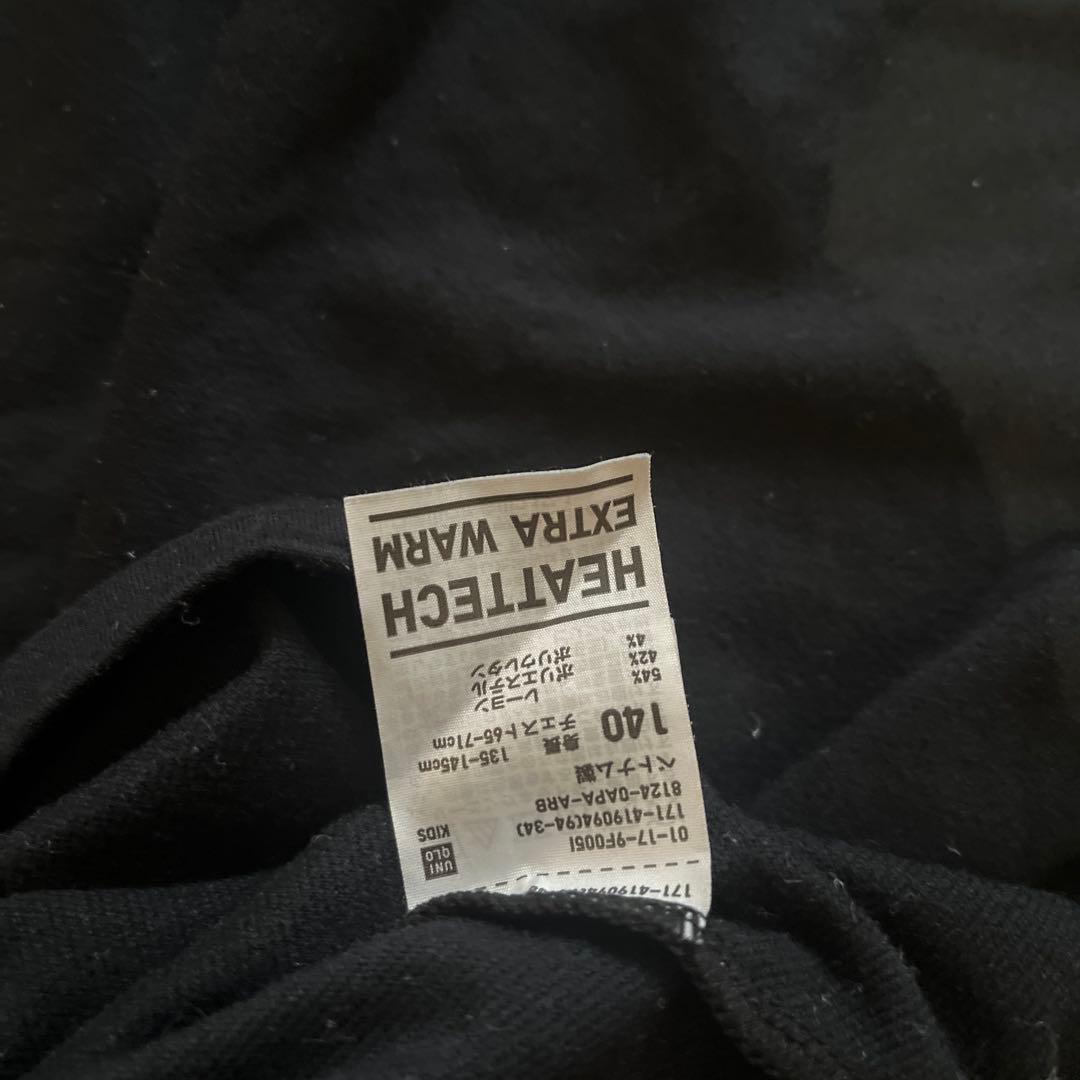 171-419094
01-17-9F005I
171-419094(94-34)
8124-0APA-ARB
UNI
QLO
KIDS
ベトナム製
140 身長 135-145cm
チェスト65-71cm
54% レーヨン
42% ポリエステル
4% ポリウレタン
HEATTECH
EXTRA WARM